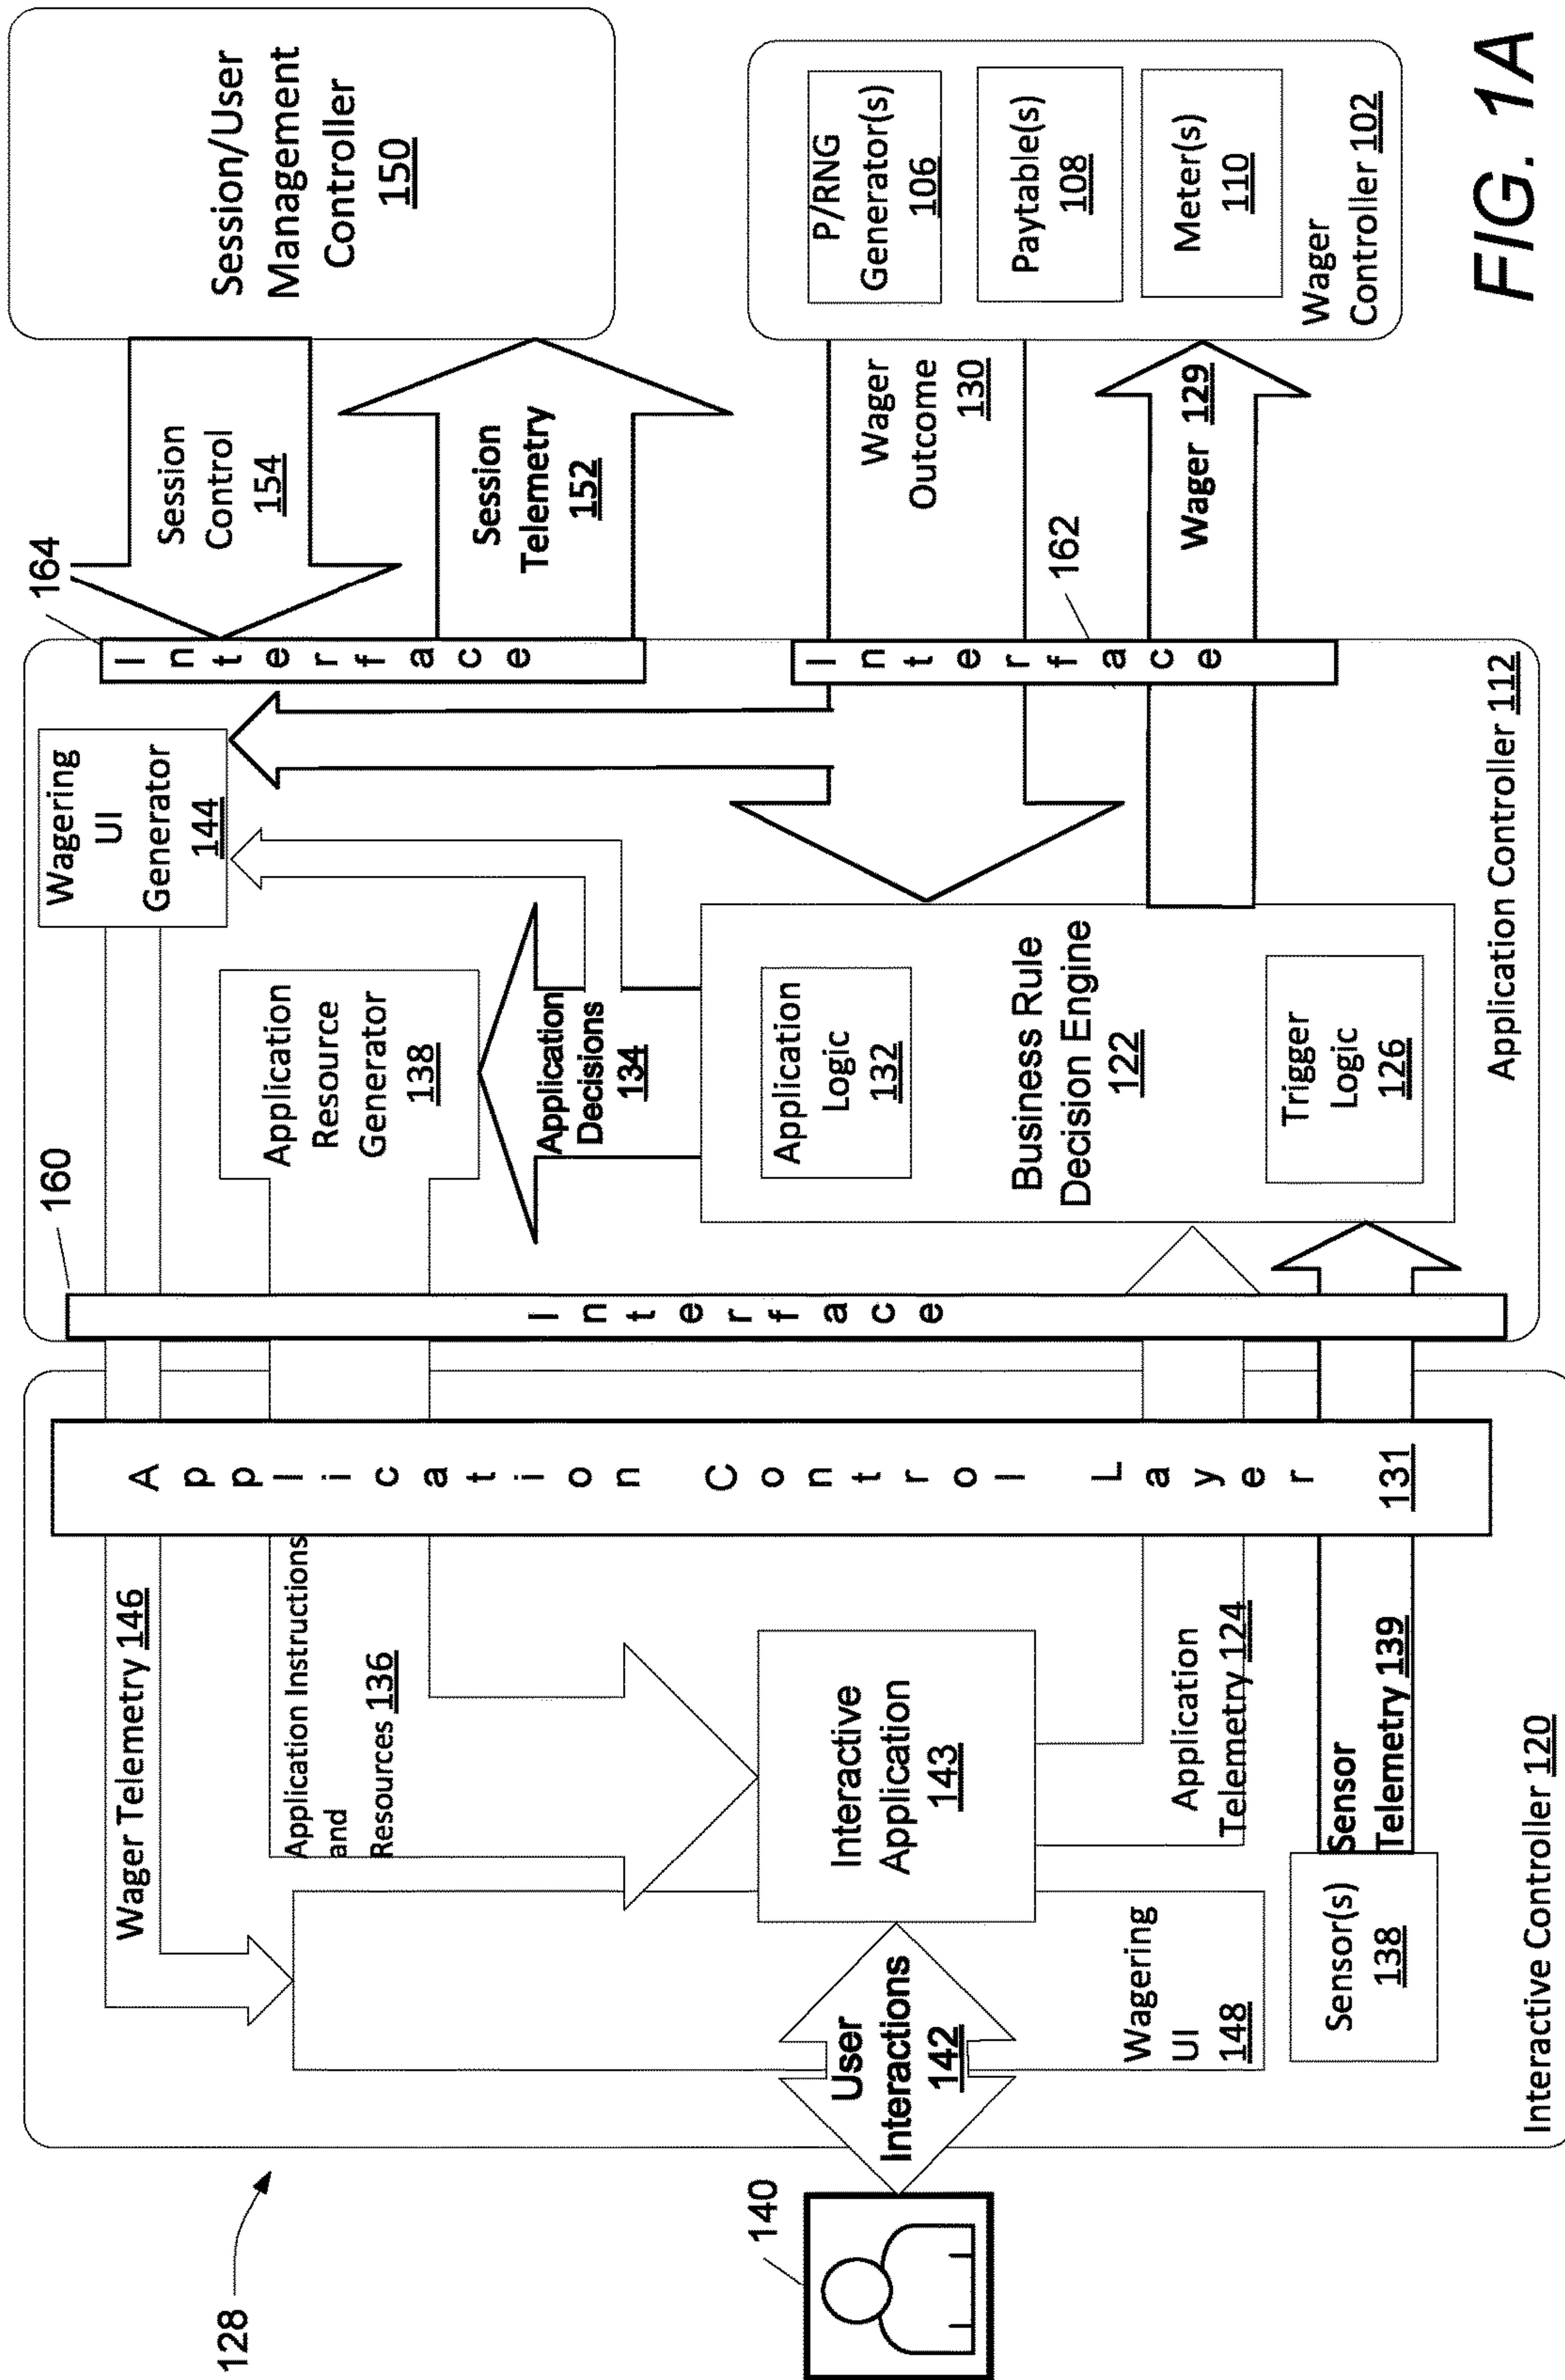 128
140
User
Interactions
142
Interactive Controller 120
Wager Telemetry 146
Application Instructions
and
Resources 136
Interactive
Application
143
Wagering
UI
148
Application
Telemetry 124
Sensor(s)
138
Sensor
Telemetry 139
Application Control Layer
131
160
Interface
Application Controller 112
Wagering
UI
Generator
144
Application
Resource
Generator
138
Application
Decisions
134
Application
Logic
132
Business Rule
Decision Engine
122
Trigger
Logic
126
164
Interface
Interface
162
Session
Control
154
Session
Telemetry
152
Wager
Outcome
130
Wager 129
Session/User
Management
Controller
150
P/RNG
Generator(s)
106
Paytable(s)
108
Meter(s)
110
Wager
Controller 102
FIG. 1A